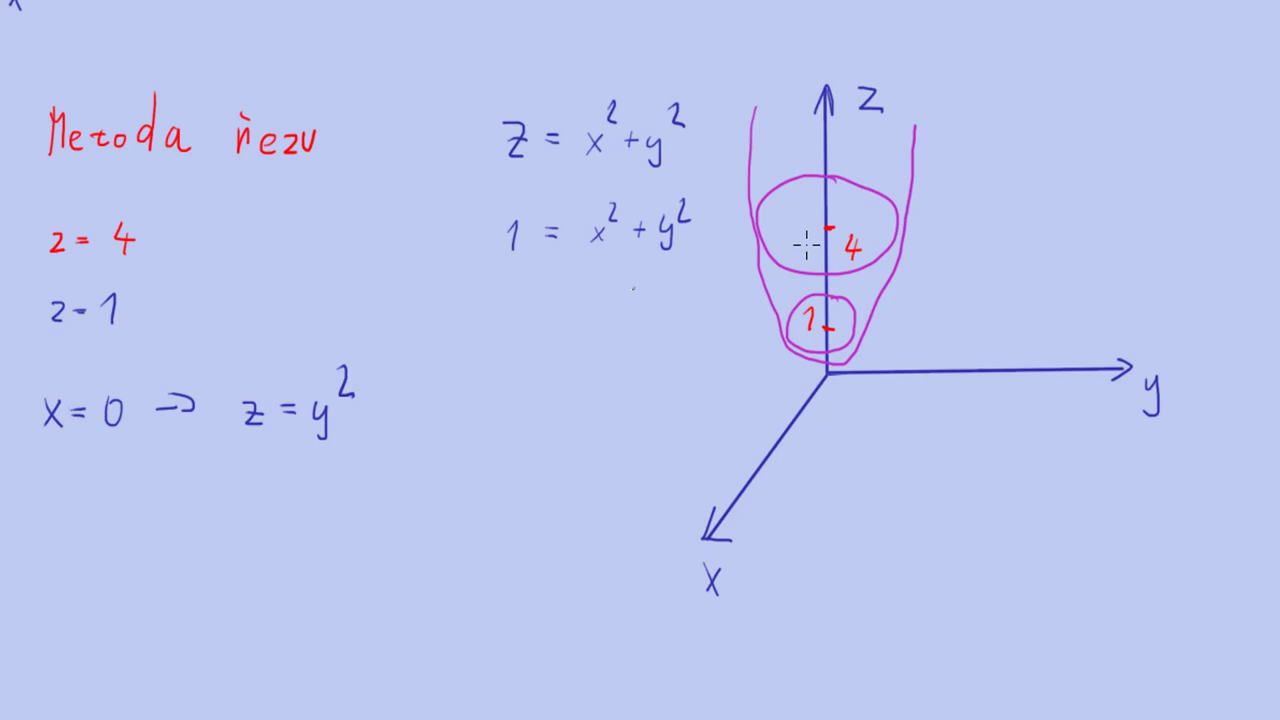 Metoda řezu
z = 4
z = 1
x = 0 → z = y²
z = x² + y²
1 = x² + y²
z
4
1
y
x